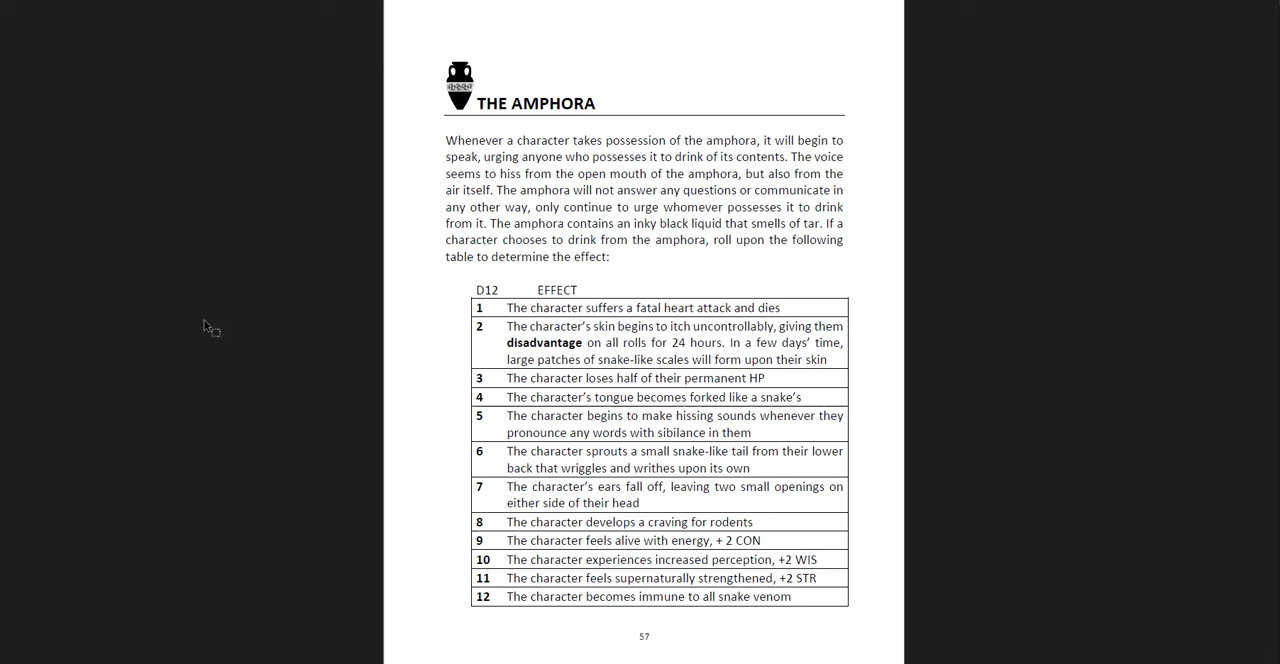 THE AMPHORA
Whenever a character takes possession of the amphora, it will begin to
speak, urging anyone who possesses it to drink of its contents. The voice
seems to hiss from the open mouth of the amphora, but also from the
air itself. The amphora will not answer any questions or communicate in
any other way, only continue to urge whomever possesses it to drink
from it. The amphora contains an inky black liquid that smells of tar. If a
character chooses to drink from the amphora, roll upon the following
table to determine the effect:
D12 EFFECT
1 The character suffers a fatal heart attack and dies
2 The character’s skin begins to itch uncontrollably, giving them
disadvantage on all rolls for 24 hours. In a few days’ time,
large patches of snake-like scales will form upon their skin
3 The character loses half of their permanent HP
4 The character’s tongue becomes forked like a snake’s
5 The character begins to make hissing sounds whenever they
pronounce any words with sibilance in them
6 The character sprouts a small snake-like tail from their lower
back that wriggles and writhes upon its own
7 The character’s ears fall off, leaving two small openings on
either side of their head
8 The character develops a craving for rodents
9 The character feels alive with energy, + 2 CON
10 The character experiences increased perception, +2 WIS
11 The character feels supernaturally strengthened, +2 STR
12 The character becomes immune to all snake venom
57